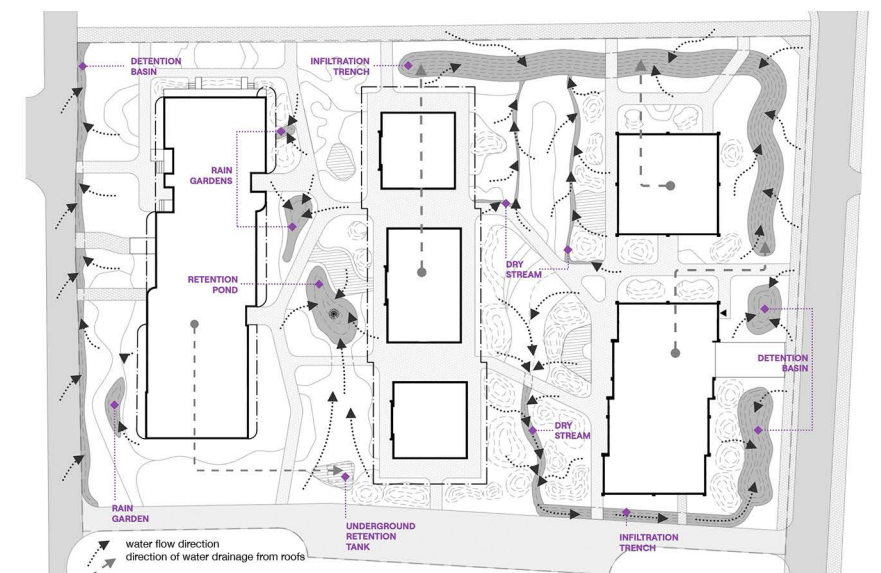 DETENTION
BASIN
INFILTRATION
TRENCH
RAIN
GARDENS
RETENTION
POND
DRY
STREAM
DETENTION
BASIN
DRY
STREAM
RAIN
GARDEN
UNDERGROUND
RETENTION
TANK
INFILTRATION
TRENCH
water flow direction
direction of water drainage from roofs